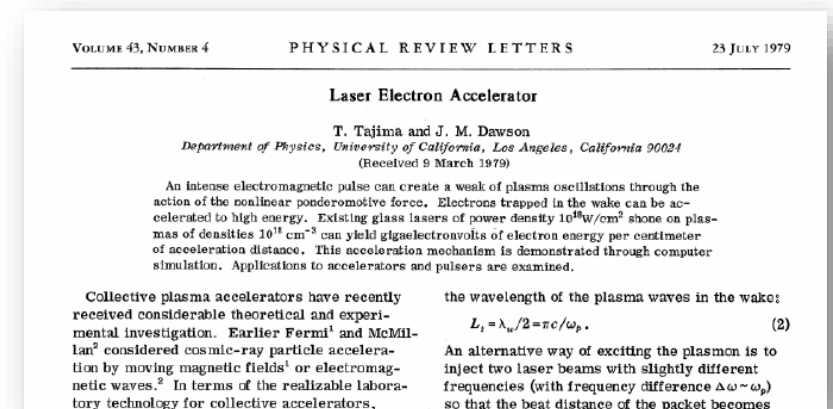 VOLUME 43, NUMBER 4
PHYSICAL REVIEW LETTERS
23 JULY 1979
Laser Electron Accelerator
T. Tajima and J. M. Dawson
Department of Physics, University of California, Los Angeles, California 90024
(Received 9 March 1979)
An intense electromagnetic pulse can create a weak of plasma oscillations through the
action of the nonlinear ponderomotive force. Electrons trapped in the wake can be ac-
celerated to high energy. Existing glass lasers of power density 10¹⁸W/cm² shone on plas-
mas of densities 10¹⁸ cm⁻³ can yield gigaelectronvolts of electron energy per centimeter
of acceleration distance. This acceleration mechanism is demonstrated through computer
simulation. Applications to accelerators and pulsers are examined.
Collective plasma accelerators have recently
received considerable theoretical and experi-
mental investigation. Earlier Fermi¹ and McMil-
lan² considered cosmic-ray particle accelera-
tion by moving magnetic fields¹ or electromag-
netic waves.² In terms of the realizable labora-
tory technology for collective accelerators,
the wavelength of the plasma waves in the wake:
Lₜ = λw/2 = πc/ωₚ. (2)
An alternative way of exciting the plasmon is to
inject two laser beams with slightly different
frequencies (with frequency difference Δω ~ ωₚ)
so that the beat distance of the packet becomes